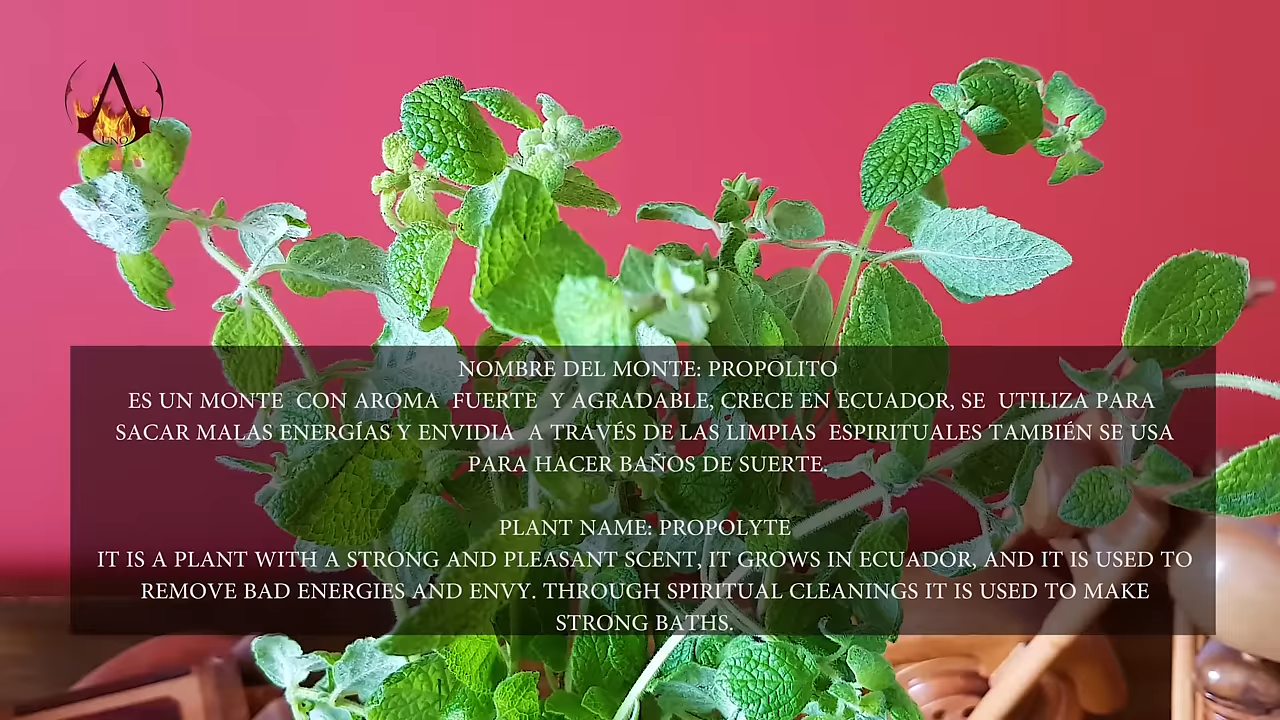 UNO
NOMBRE DEL MONTE: PROPOLITO
ES UN MONTE CON AROMA FUERTE Y AGRADABLE, CRECE EN ECUADOR, SE UTILIZA PARA
SACAR MALAS ENERGÍAS Y ENVIDIA A TRAVÉS DE LAS LIMPIAS ESPIRITUALES TAMBIÉN SE USA
PARA HACER BAÑOS DE SUERTE.
PLANT NAME: PROPOLYTE
IT IS A PLANT WITH A STRONG AND PLEASANT SCENT, IT GROWS IN ECUADOR, AND IT IS USED TO
REMOVE BAD ENERGIES AND ENVY. THROUGH SPIRITUAL CLEANINGS IT IS USED TO MAKE
STRONG BATHS.